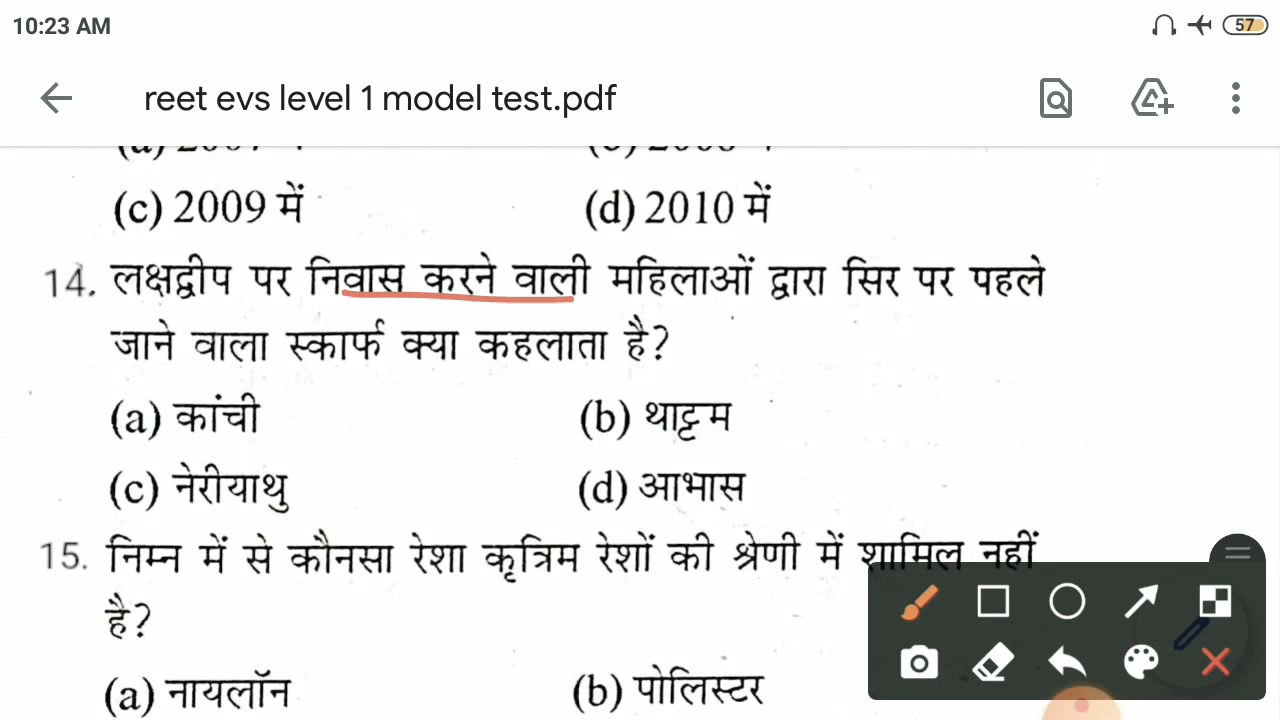 10:23 AM
57
reet evs level 1 model test.pdf
(c) 2009 में (d) 2010 में
14. लक्षद्वीप पर निवास करने वाली महिलाओं द्वारा सिर पर पहले
जाने वाला स्कार्फ क्या कहलाता है?
(a) कांची (b) थाट्टम
(c) नेरीयाथु (d) आभास
15. निम्न में से कौनसा रेशा कृत्रिम रेशों की श्रेणी में शामिल नहीं
है?
(a) नायलॉन (b) पोलिस्टर